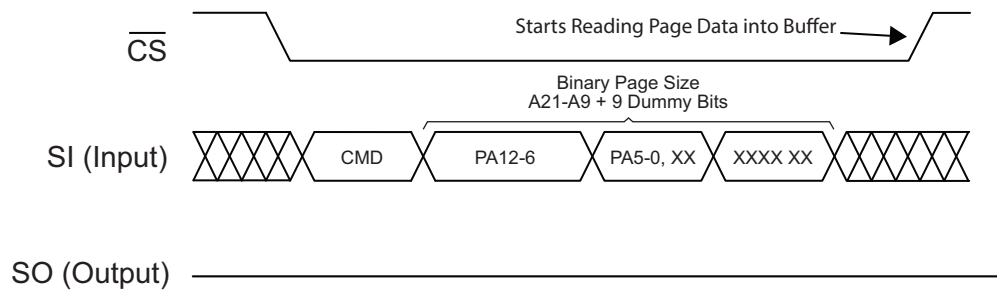 Starts Reading Page Data into Buffer
CS
Binary Page Size
A21-A9 + 9 Dummy Bits
SI (Input)
CMD
PA12-6
PA5-0, XX
XXXX XX
SO (Output)